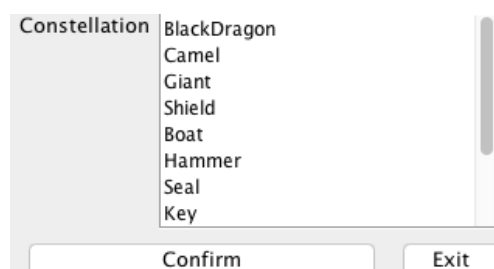 Constellation BlackDragon
Camel
Giant
Shield
Boat
Hammer
Seal
Key
Confirm Exit